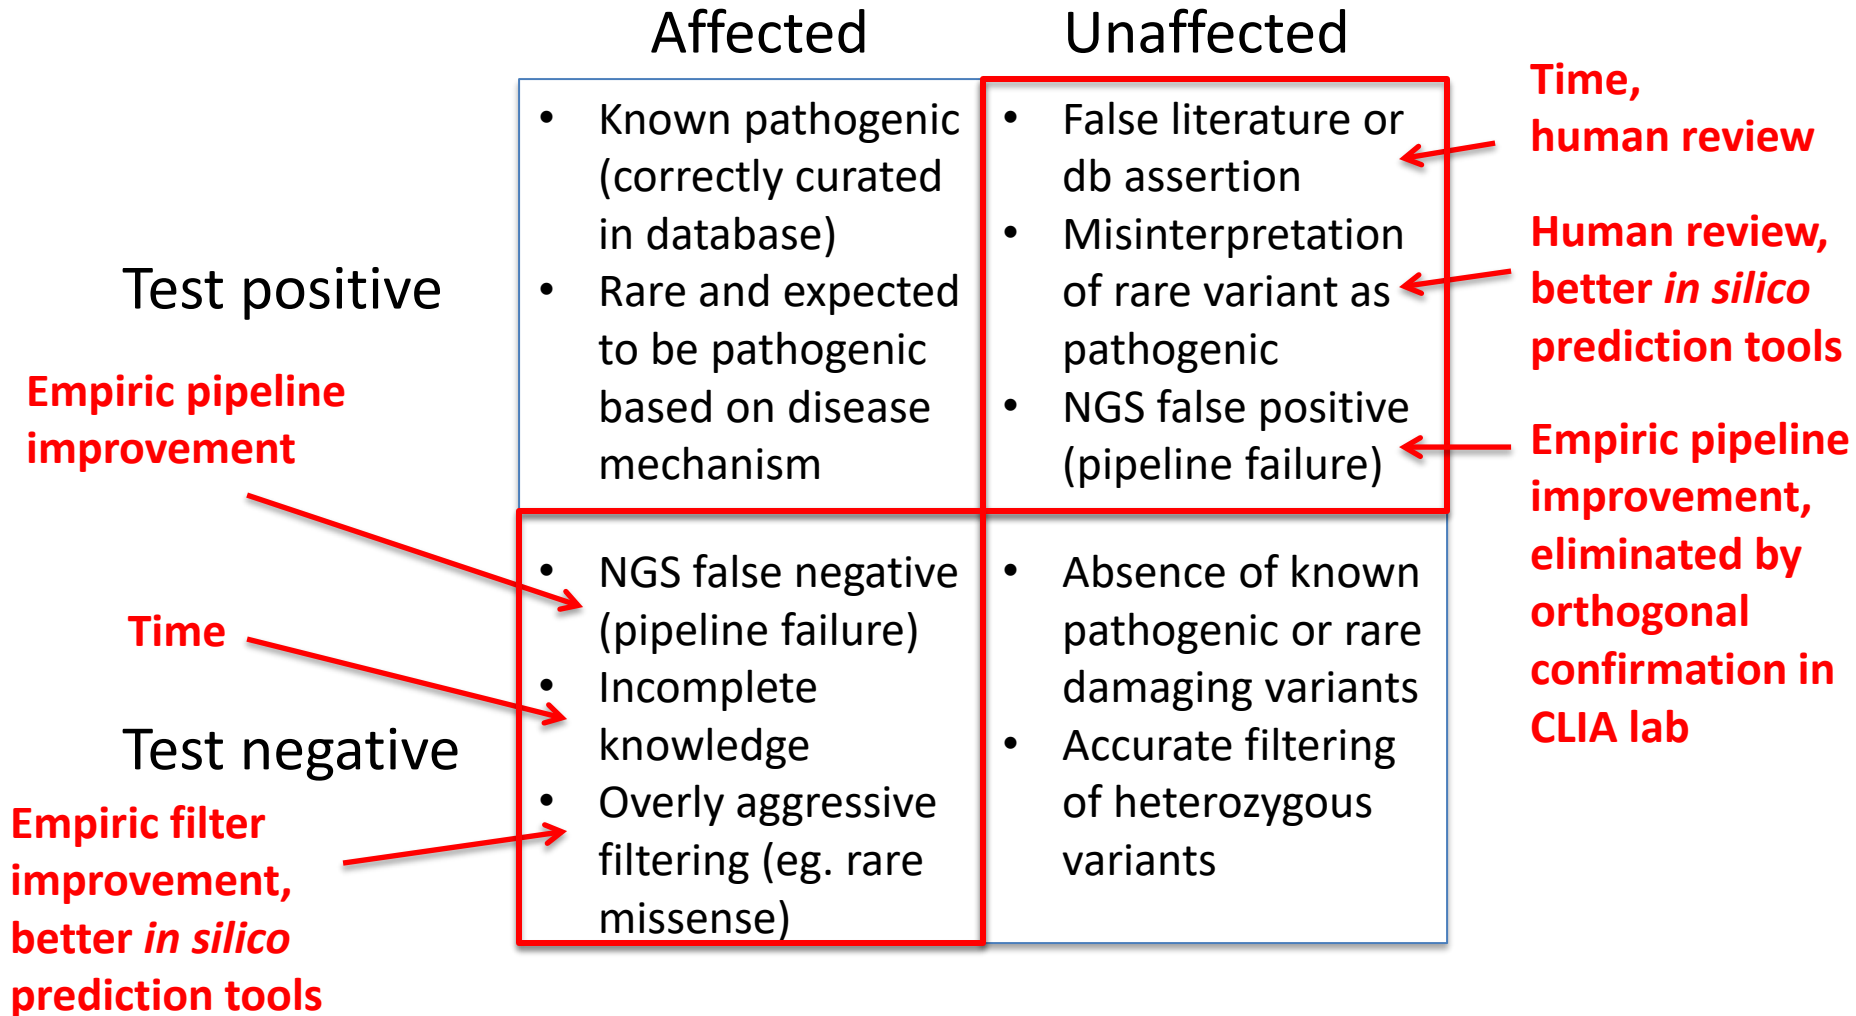 Affected
Unaffected
Test positive
Test negative
• Known pathogenic
(correctly curated
in database)
• Rare and expected
to be pathogenic
based on disease
mechanism
• False literature or
db assertion
• Misinterpretation
of rare variant as
pathogenic
• NGS false positive
(pipeline failure)
• NGS false negative
(pipeline failure)
• Incomplete
knowledge
• Overly aggressive
filtering (eg. rare
missense)
• Absence of known
pathogenic or rare
damaging variants
• Accurate filtering
of heterozygous
variants
Time,
human review
Human review,
better in silico
prediction tools
Empiric pipeline
improvement,
eliminated by
orthogonal
confirmation in
CLIA lab
Empiric pipeline
improvement
Time
Empiric filter
improvement,
better in silico
prediction tools